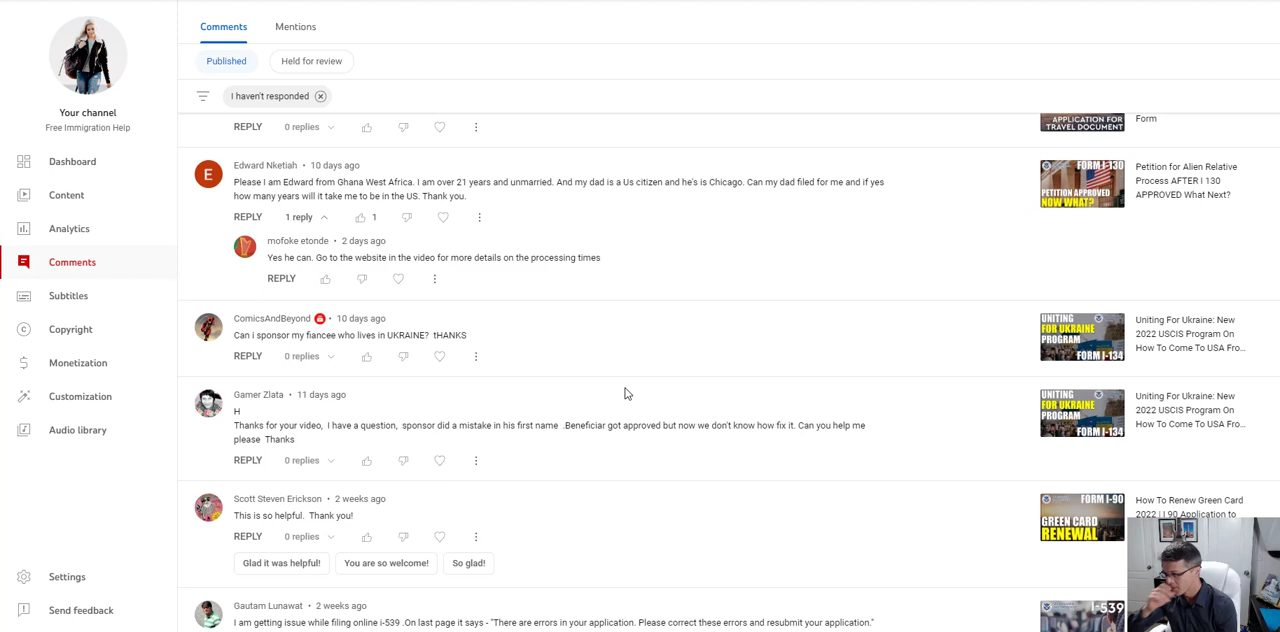 Comments
Mentions
Published
Held for review
I haven't responded
Your channel
Free Immigration Help
Dashboard
Content
Analytics
Comments
Subtitles
Copyright
Monetization
Customization
Audio library
Settings
Send feedback
REPLY 0 replies
APPLICATION FOR
TRAVEL DOCUMENT
Form
E
Edward Nketiah • 10 days ago
Please I am Edward from Ghana West Africa. I am over 21 years and unmarried. And my dad is a Us citizen and he's is Chicago. Can my dad filed for me and if yes
how many years will it take me to be in the US. Thank you.
REPLY 1 reply 1
FORM I-130
PETITION APPROVED
NOW WHAT?
Petition for Alien Relative
Process AFTER I 130
APPROVED What Next?
mofoke etonde • 2 days ago
Yes he can. Go to the website in the video for more details on the processing times
REPLY
ComicsAndBeyond • 10 days ago
Can i sponsor my fiancee who lives in UKRAINE? tHANKS
REPLY 0 replies
UNITING
FOR UKRAINE
PROGRAM
FORM I-134
Uniting For Ukraine: New
2022 USCIS Program On
How To Come To USA Fro...
Gamer Zlata • 11 days ago
H
Thanks for your video, I have a question, sponsor did a mistake in his first name .Beneficiar got approved but now we don't know how fix it. Can you help me
please Thanks
REPLY 0 replies
UNITING
FOR UKRAINE
PROGRAM
FORM I-134
Uniting For Ukraine: New
2022 USCIS Program On
How To Come To USA Fro...
Scott Steven Erickson • 2 weeks ago
This is so helpful. Thank you!
REPLY 0 replies
Glad it was helpful!
You are so welcome!
So glad!
FORM I-90
GREEN CARD
RENEWAL
How To Renew Green Card
2022 | I 90 Application to
Gautam Lunawat • 2 weeks ago
I am getting issue while filing online i-539 .On last page it says - "There are errors in your application. Please correct these errors and resubmit your application."
I-539